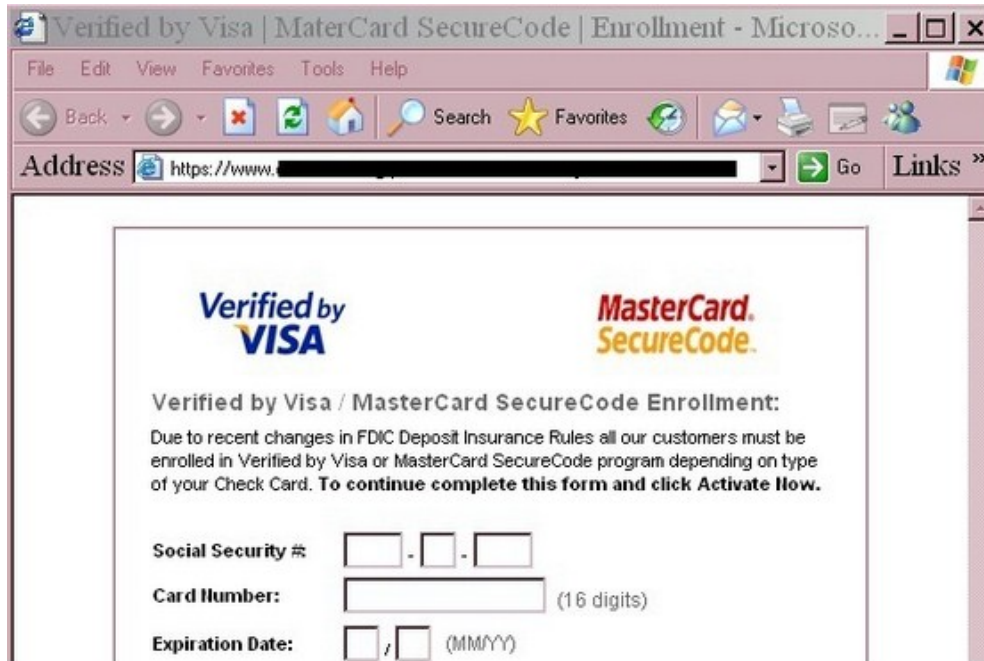 Verified by Visa | MaterCard SecureCode | Enrollment - Microso...
File Edit View Favorites Tools Help
Back Search Favorites
Address https://www. Go Links »
Verified by
VISA
MasterCard.
SecureCode.
Verified by Visa / MasterCard SecureCode Enrollment:
Due to recent changes in FDIC Deposit Insurance Rules all our customers must be
enrolled in Verified by Visa or MasterCard SecureCode program depending on type
of your Check Card. To continue complete this form and click Activate Now.
Social Security #: - -
Card Number: (16 digits)
Expiration Date: / (MM/YY)